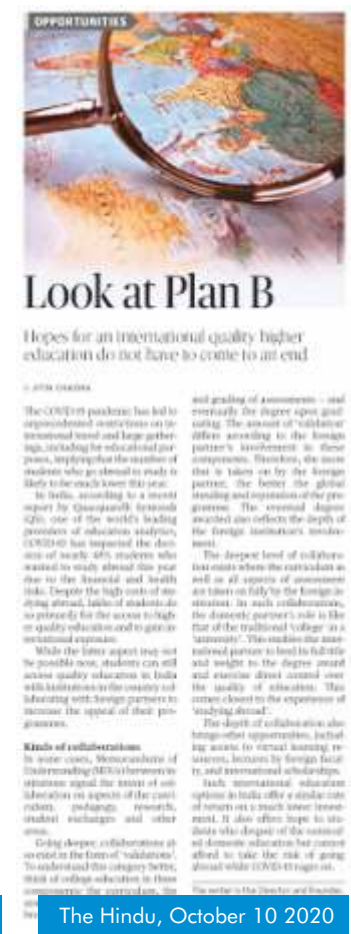 OPPORTUNITIES
Look at Plan B
Hopes for an international quality higher
education do not have to come to an end
The COVID-19 pandemic has led to
unprecedented restrictions on in-
ternational travel and large gather-
ings, including for educational pur-
poses, implying that the number of
students who go abroad to study is
likely to be much lower this year.
In India, according to a recent
report by Quacquarelli Symonds
(QS), one of the world's leading
providers of education analytics,
COVID-19 has impacted the deci-
sion of nearly 48% students who
wanted to study abroad this year
due to the financial and health
risks. Despite the high costs of stu-
dying abroad, lakhs of students do
so primarily for the access to high-
er quality education and to gain in-
ternational exposure.
While the latter aspect may not
be possible now, students can still
access quality education in India
with institutions in the country col-
laborating with foreign partners to
increase the appeal of their pro-
grammes.
Kinds of collaborations
In some cases, Memorandums of
Understanding (MOUs) between in-
stitutions signal the intent of col-
laboration on aspects of the curri-
culum, pedagogy, research,
student exchanges and other
areas.
Going deeper, collaborations al-
so exist in the form of 'validations'.
To understand this category better,
think of college education in three
components: the curriculum, the
and grading of assessments – and
eventually the degree upon grad-
uating. The amount of 'validation'
differs according to the foreign
partner's involvement in these
components. Therefore, the more
that is taken on by the foreign
partner, the better the global
standing and reputation of the pro-
gramme. The eventual degree
awarded also reflects the depth of
the foreign institution's involve-
ment.
The deepest level of collabora-
tion exists where the curriculum as
well as all aspects of assessment
are taken on fully by the foreign in-
stitution. In such collaborations,
the domestic partner's role is like
that of the traditional 'college' in a
'university'. This enables the inter-
national partner to lend its full title
and weight to the degree award
and exercise direct control over
the quality of education. This
comes closest to the experience of
'studying abroad'.
The depth of collaboration also
brings other opportunities, includ-
ing access to virtual learning re-
sources, lectures by foreign facul-
ty, and international scholarships.
Such international education
options in India offer a similar rate
of return on a much lower invest-
ment. It also offers hope to stu-
dents who despair of the
domestic education but cannot
afford to take the risk of going
abroad while COVID-19 rages on.
The writer is the Director and Founder,
The Hindu, October 10 2020